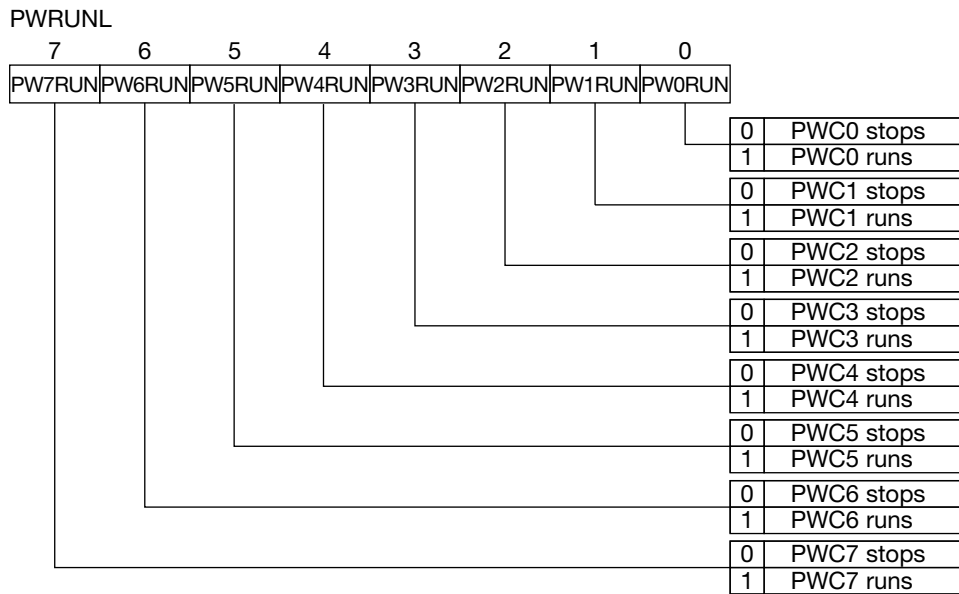 PWRUNL
7 6 5 4 3 2 1 0
PW7RUN PW6RUN PW5RUN PW4RUN PW3RUN PW2RUN PW1RUN PW0RUN
0 PWC0 stops
1 PWC0 runs
0 PWC1 stops
1 PWC1 runs
0 PWC2 stops
1 PWC2 runs
0 PWC3 stops
1 PWC3 runs
0 PWC4 stops
1 PWC4 runs
0 PWC5 stops
1 PWC5 runs
0 PWC6 stops
1 PWC6 runs
0 PWC7 stops
1 PWC7 runs